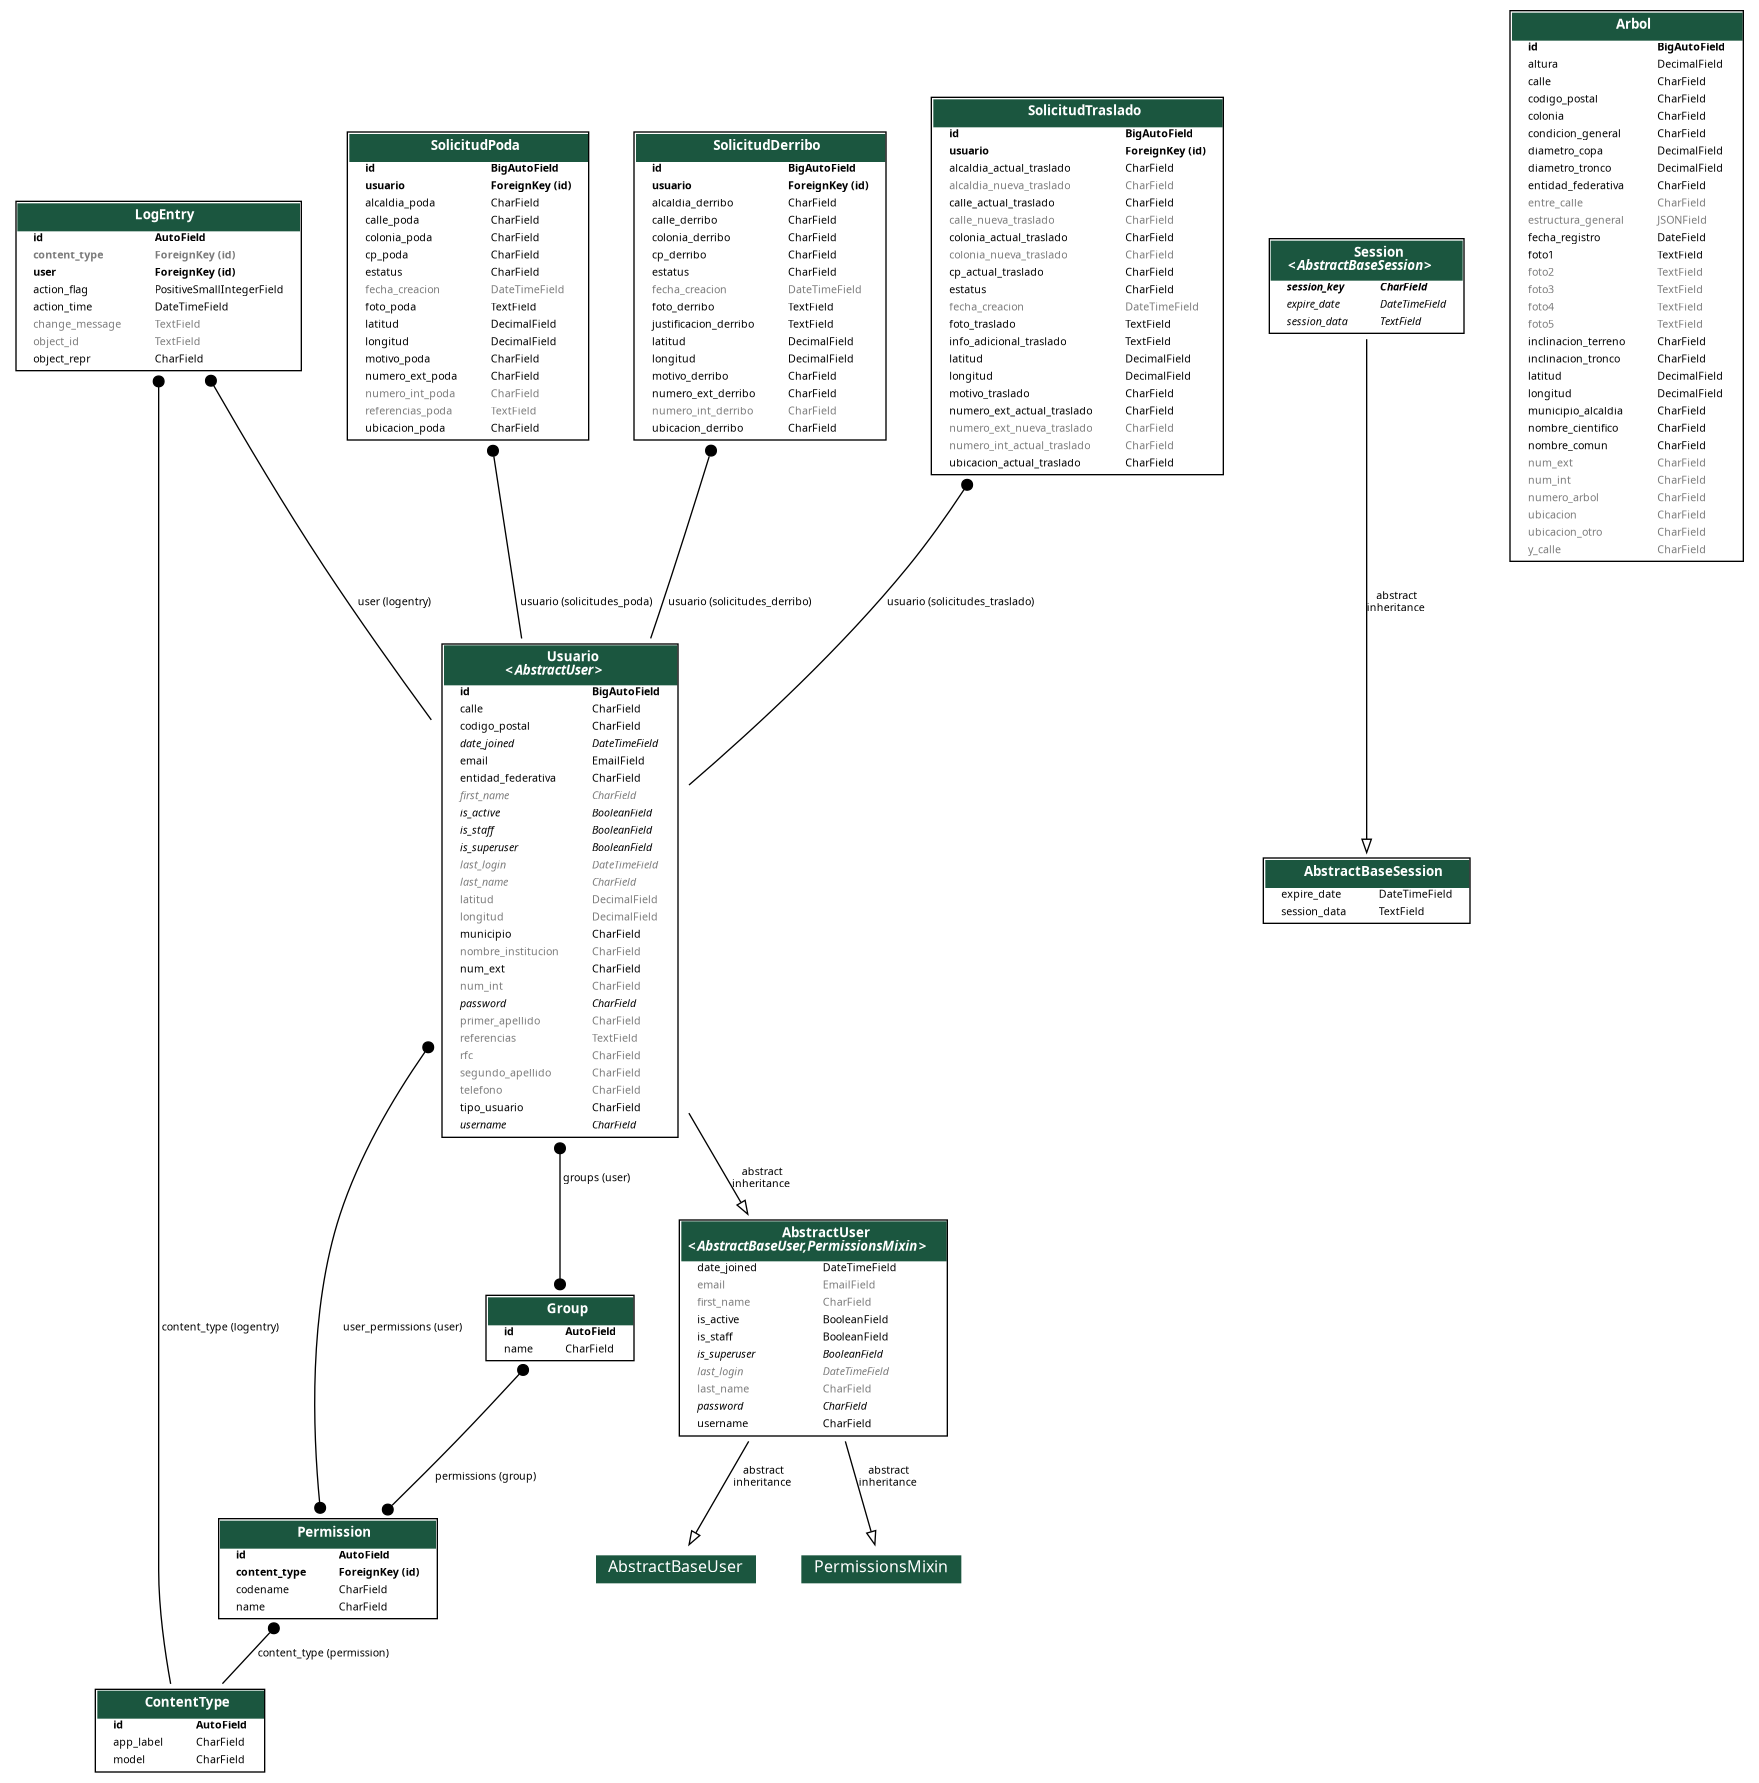 Arbol
id BigAutoField
altura DecimalField
calle CharField
codigo_postal CharField
colonia CharField
condicion_general CharField
diametro_copa DecimalField
diametro_tronco DecimalField
entidad_federativa CharField
entre_calle CharField
estructura_general JSONField
fecha_registro DateField
foto1 TextField
foto2 TextField
foto3 TextField
foto4 TextField
foto5 TextField
inclinacion_terreno CharField
inclinacion_tronco CharField
latitud DecimalField
longitud DecimalField
municipio_alcaldia CharField
nombre_cientifico CharField
nombre_comun CharField
num_ext CharField
num_int CharField
numero_arbol CharField
ubicacion CharField
ubicacion_otro CharField
y_calle CharField
SolicitudTraslado
id BigAutoField
usuario ForeignKey (id)
alcaldia_actual_traslado CharField
alcaldia_nueva_traslado CharField
calle_actual_traslado CharField
calle_nueva_traslado CharField
colonia_actual_traslado CharField
colonia_nueva_traslado CharField
cp_actual_traslado CharField
estatus CharField
fecha_creacion DateTimeField
foto_traslado TextField
info_adicional_traslado TextField
latitud DecimalField
longitud DecimalField
motivo_traslado CharField
numero_ext_actual_traslado CharField
numero_ext_nueva_traslado CharField
numero_int_actual_traslado CharField
ubicacion_actual_traslado CharField
SolicitudPoda
id BigAutoField
usuario ForeignKey (id)
alcaldia_poda CharField
calle_poda CharField
colonia_poda CharField
cp_poda CharField
estatus CharField
fecha_creacion DateTimeField
foto_poda TextField
latitud DecimalField
longitud DecimalField
motivo_poda CharField
numero_ext_poda CharField
numero_int_poda CharField
referencias_poda TextField
ubicacion_poda CharField
SolicitudDerribo
id BigAutoField
usuario ForeignKey (id)
alcaldia_derribo CharField
calle_derribo CharField
colonia_derribo CharField
cp_derribo CharField
estatus CharField
fecha_creacion DateTimeField
foto_derribo TextField
justificacion_derribo TextField
latitud DecimalField
longitud DecimalField
motivo_derribo CharField
numero_ext_derribo CharField
numero_int_derribo CharField
ubicacion_derribo CharField
LogEntry
id AutoField
content_type ForeignKey (id)
user ForeignKey (id)
action_flag PositiveSmallIntegerField
action_time DateTimeField
change_message TextField
object_id TextField
object_repr CharField
Session
<AbstractBaseSession>
session_key CharField
expire_date DateTimeField
session_data TextField
user (logentry)
usuario (solicitudes_poda)
usuario (solicitudes_derribo)
usuario (solicitudes_traslado)
abstract
inheritance
Usuario
<AbstractUser>
id BigAutoField
calle CharField
codigo_postal CharField
date_joined DateTimeField
email EmailField
entidad_federativa CharField
first_name CharField
is_active BooleanField
is_staff BooleanField
is_superuser BooleanField
last_login DateTimeField
last_name CharField
latitud DecimalField
longitud DecimalField
municipio CharField
nombre_institucion CharField
num_ext CharField
num_int CharField
password CharField
primer_apellido CharField
referencias TextField
rfc CharField
segundo_apellido CharField
telefono CharField
tipo_usuario CharField
username CharField
AbstractBaseSession
expire_date DateTimeField
session_data TextField
groups (user)
abstract
inheritance
AbstractUser
<AbstractBaseUser,PermissionsMixin>
date_joined DateTimeField
email EmailField
first_name CharField
is_active BooleanField
is_staff BooleanField
is_superuser BooleanField
last_login DateTimeField
last_name CharField
password CharField
username CharField
Group
id AutoField
name CharField
content_type (logentry)
user_permissions (user)
permissions (group)
abstract
inheritance
abstract
inheritance
Permission
id AutoField
content_type ForeignKey (id)
codename CharField
name CharField
AbstractBaseUser
PermissionsMixin
content_type (permission)
ContentType
id AutoField
app_label CharField
model CharField